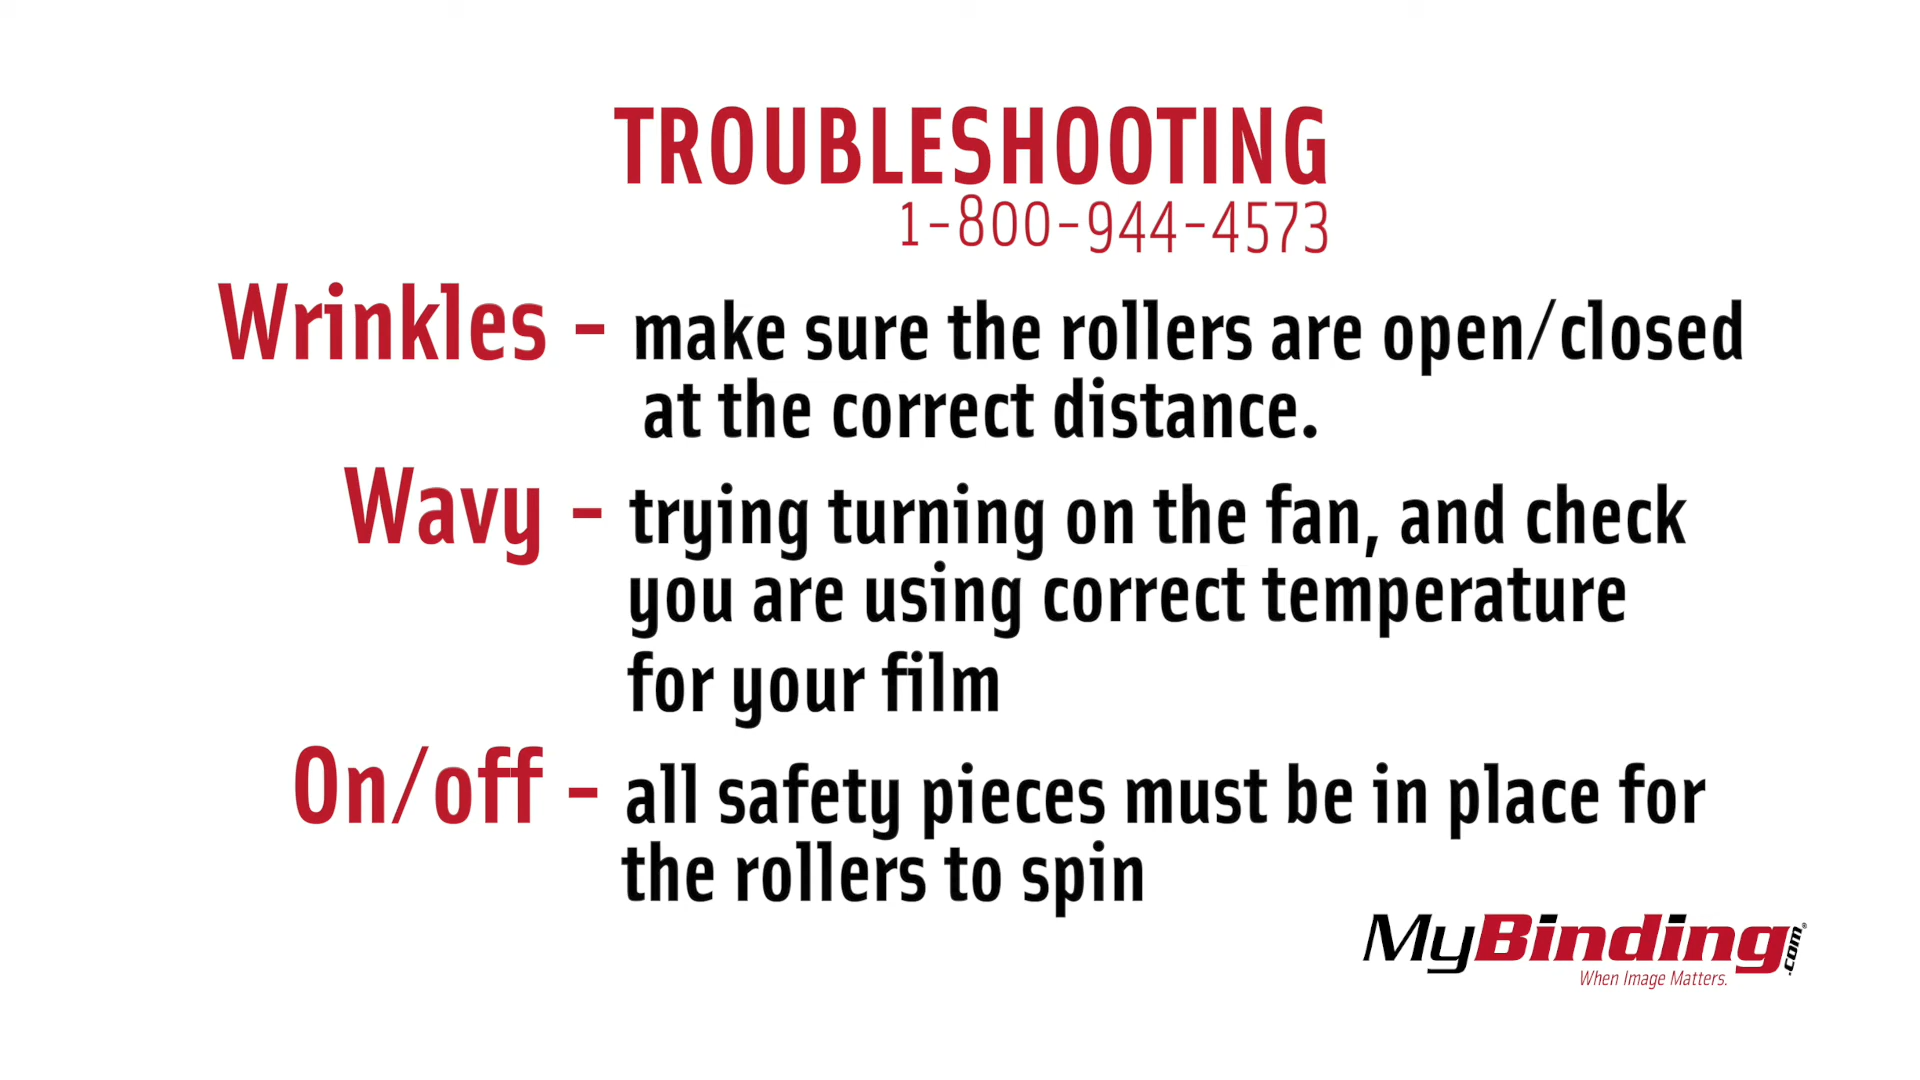 TROUBLESHOOTING
1-800-944-4573
Wrinkles - make sure the rollers are open/closed
at the correct distance.
Wavy - trying turning on the fan, and check
you are using correct temperature
for your film
On/off - all safety pieces must be in place for
the rollers to spin
MyBinding.com®
When Image Matters.